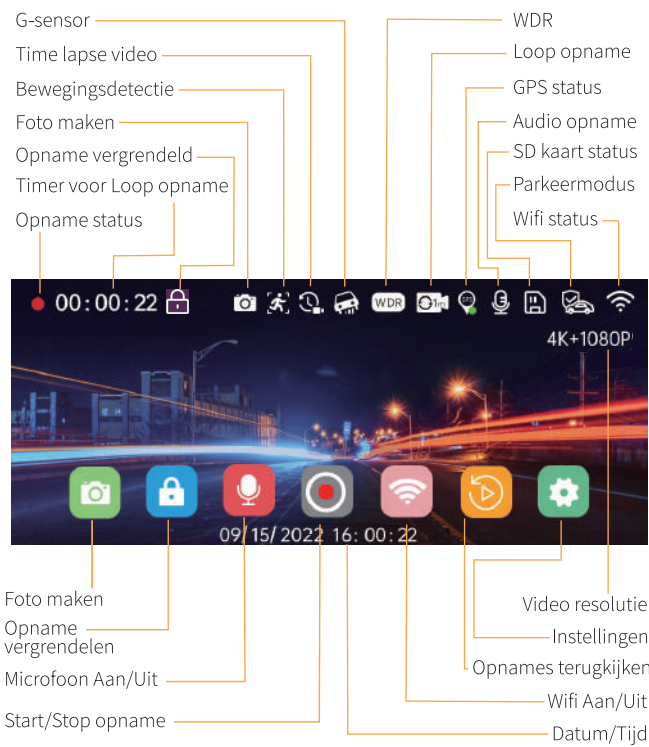 G-sensor
Time lapse video
Bewegingsdetectie
Foto maken
Opname vergrendeld
Timer voor Loop opname
Opname status
WDR
Loop opname
GPS status
Audio opname
SD kaart status
Parkeermodus
Wifi status
00:00:22
WDR
1m
GPS
4K+1080P
09/15/2022 16:00:22
Foto maken
Opname
vergrendelen
Microfoon Aan/Uit
Start/Stop opname
Video resolutie
Instellingen
Opnames terugkijken
Wifi Aan/Uit
Datum/Tijd